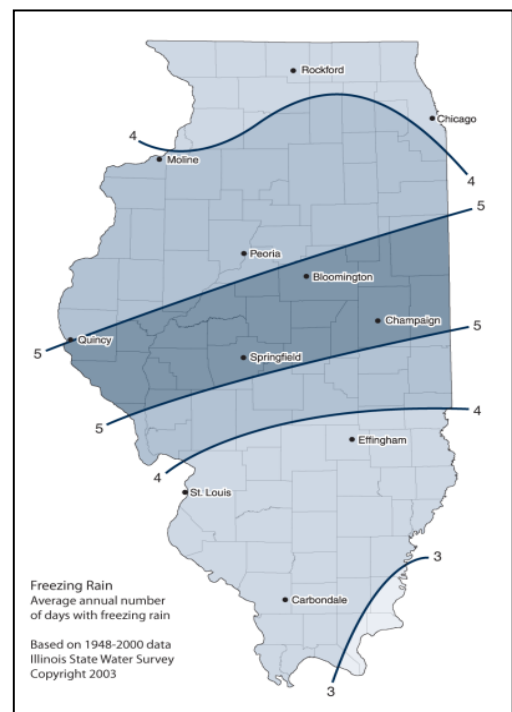 Rockford
Chicago
4
Moline
4
5
Peoria
Bloomington
Champaign
5
Quincy
5
Springfield
4
5
Effingham
4
St. Louis
3
Freezing Rain
Average annual number
of days with freezing rain
Carbondale
Based on 1948-2000 data
Illinois State Water Survey
Copyright 2003
3